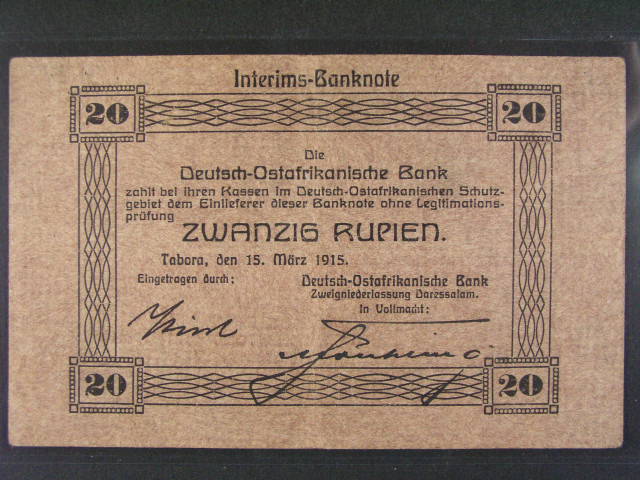 Interims-Banknote
20 20
Die
Deutsch-Ostafrikanische Bank
zahlt bei ihren Kassen im Deutsch-Ostafrikanischen Schutz-
gebiet dem Einlieferer dieser Banknote ohne Legitimations-
prüfung
ZWANZIG RUPIEN.
Tabora, den 15. März 1915.
Eingetragen durch: Deutsch-Ostafrikanische Bank
Zweigniederlassung Daressalam.
In Vollmacht:
20 20